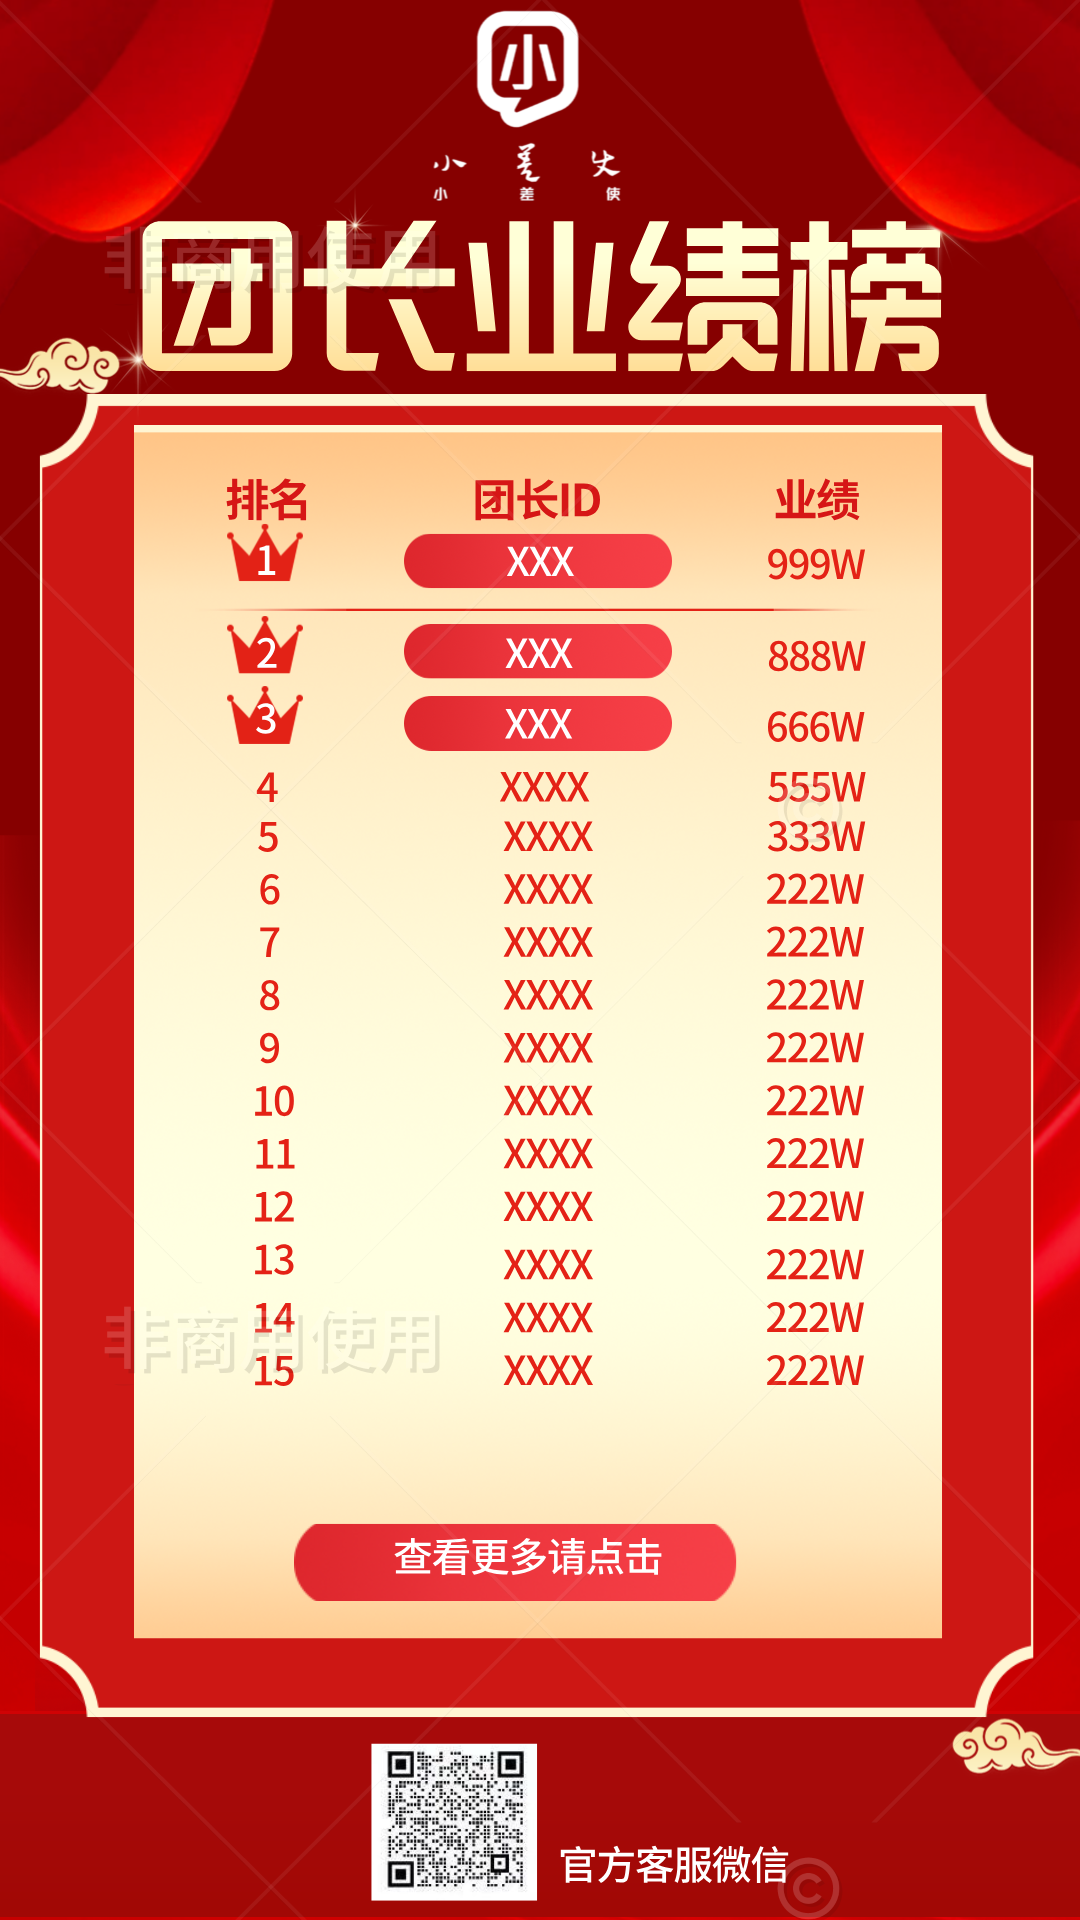 小
小差使
小差使
团长业绩榜
非商用使用
排名 团长ID 业绩
1 XXX 999W
2 XXX 888W
3 XXX 666W
4 XXXX 555W
5 XXXX 333W
6 XXXX 222W
7 XXXX 222W
8 XXXX 222W
9 XXXX 222W
10 XXXX 222W
11 XXXX 222W
12 XXXX 222W
13 XXXX 222W
14 XXXX 222W
非商用使用
15 XXXX 222W
查看更多请点击
官方客服微信
©